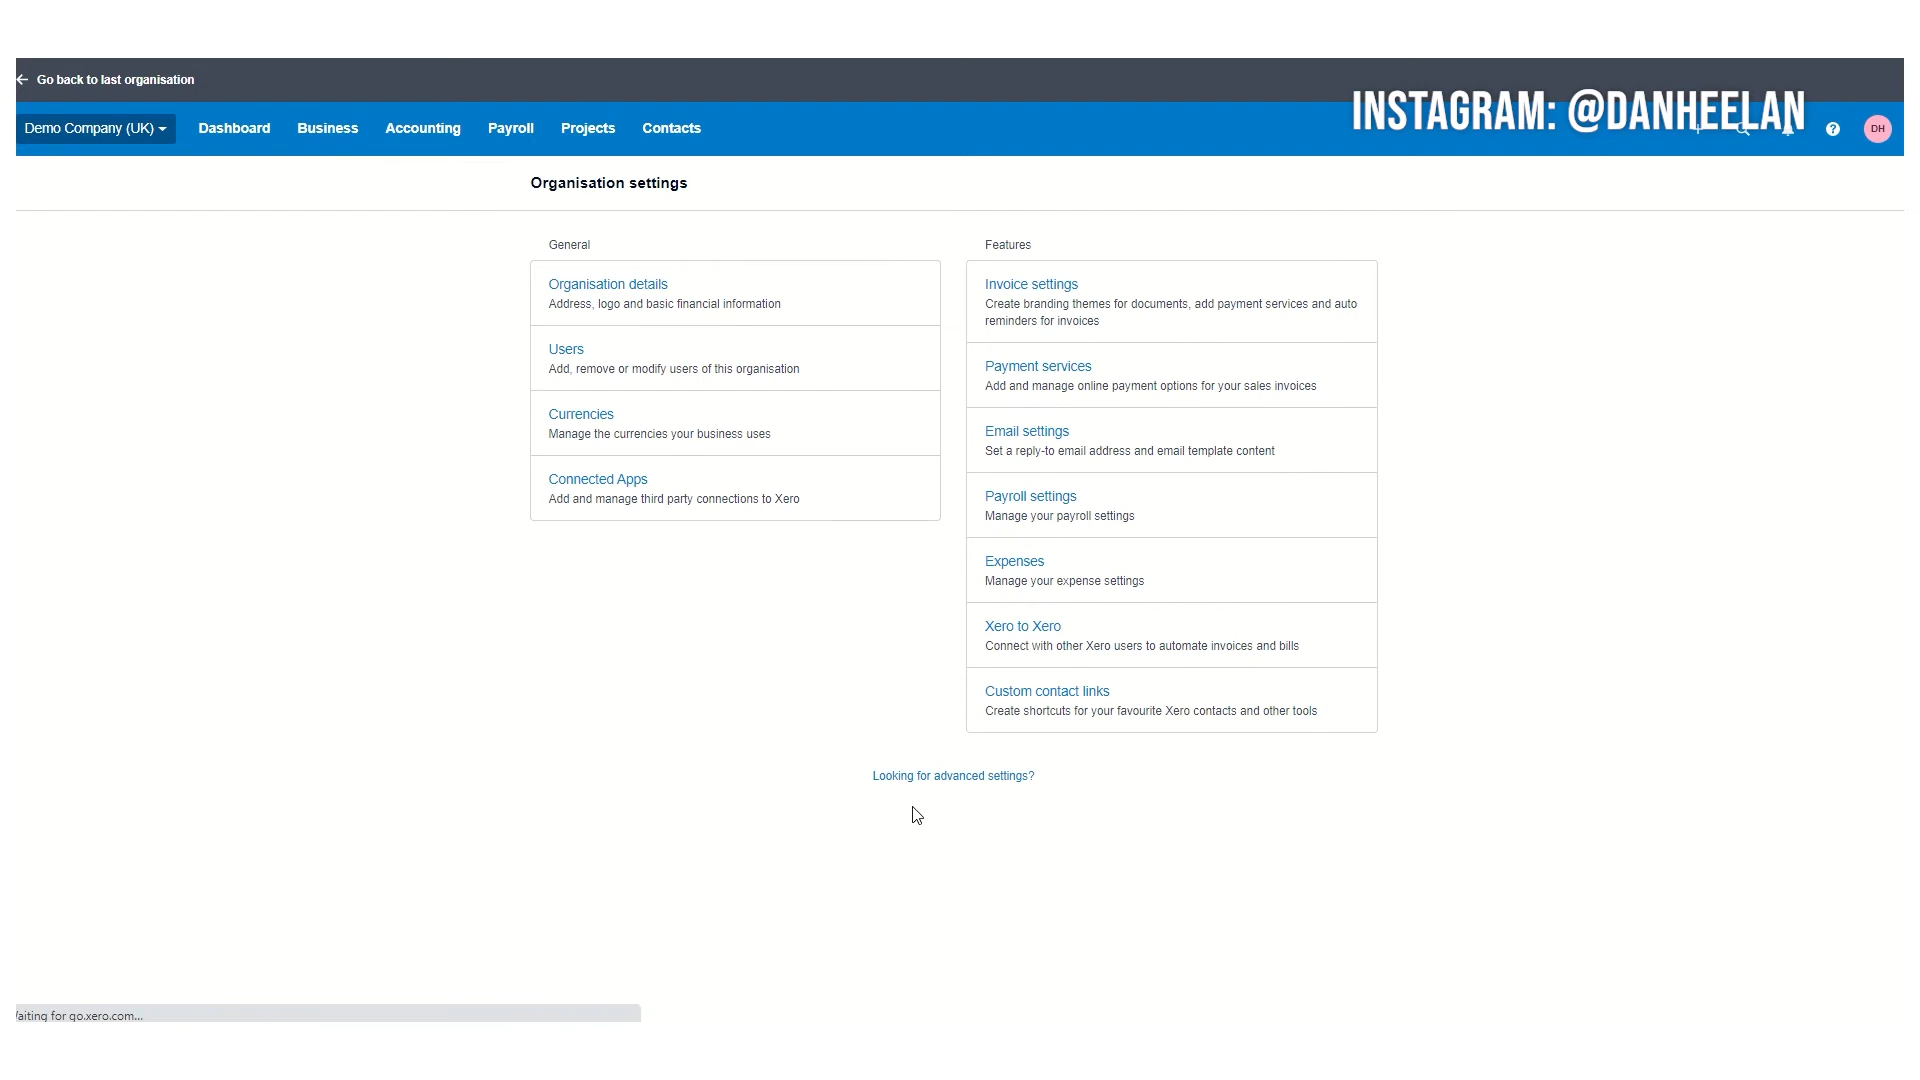 Go back to last organisation
INSTAGRAM: @DANHEELAN
Demo Company (UK)
Dashboard
Business
Accounting
Payroll
Projects
Contacts
?
DH
Organisation settings
General
Organisation details
Address, logo and basic financial information
Users
Add, remove or modify users of this organisation
Currencies
Manage the currencies your business uses
Connected Apps
Add and manage third party connections to Xero
Features
Invoice settings
Create branding themes for documents, add payment services and auto
reminders for invoices
Payment services
Add and manage online payment options for your sales invoices
Email settings
Set a reply-to email address and email template content
Payroll settings
Manage your payroll settings
Expenses
Manage your expense settings
Xero to Xero
Connect with other Xero users to automate invoices and bills
Custom contact links
Create shortcuts for your favourite Xero contacts and other tools
Looking for advanced settings?
aiting for go.xero.com...